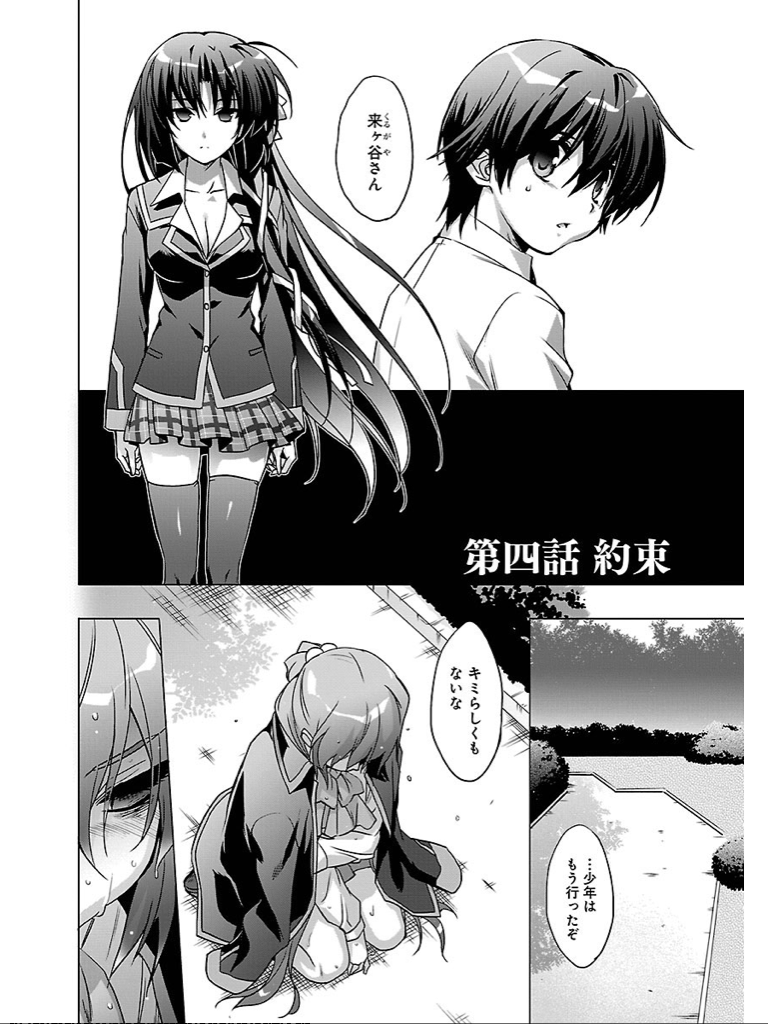 来ヶ谷さん
くるがや
第四話 約束
…少年は
もう行ったぞ
キミらしくも
ないな